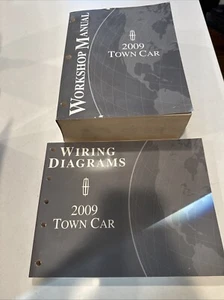 WORKSHOP MANUAL
2009
TOWN CAR
WIRING
DIAGRAMS
2009
TOWN CAR